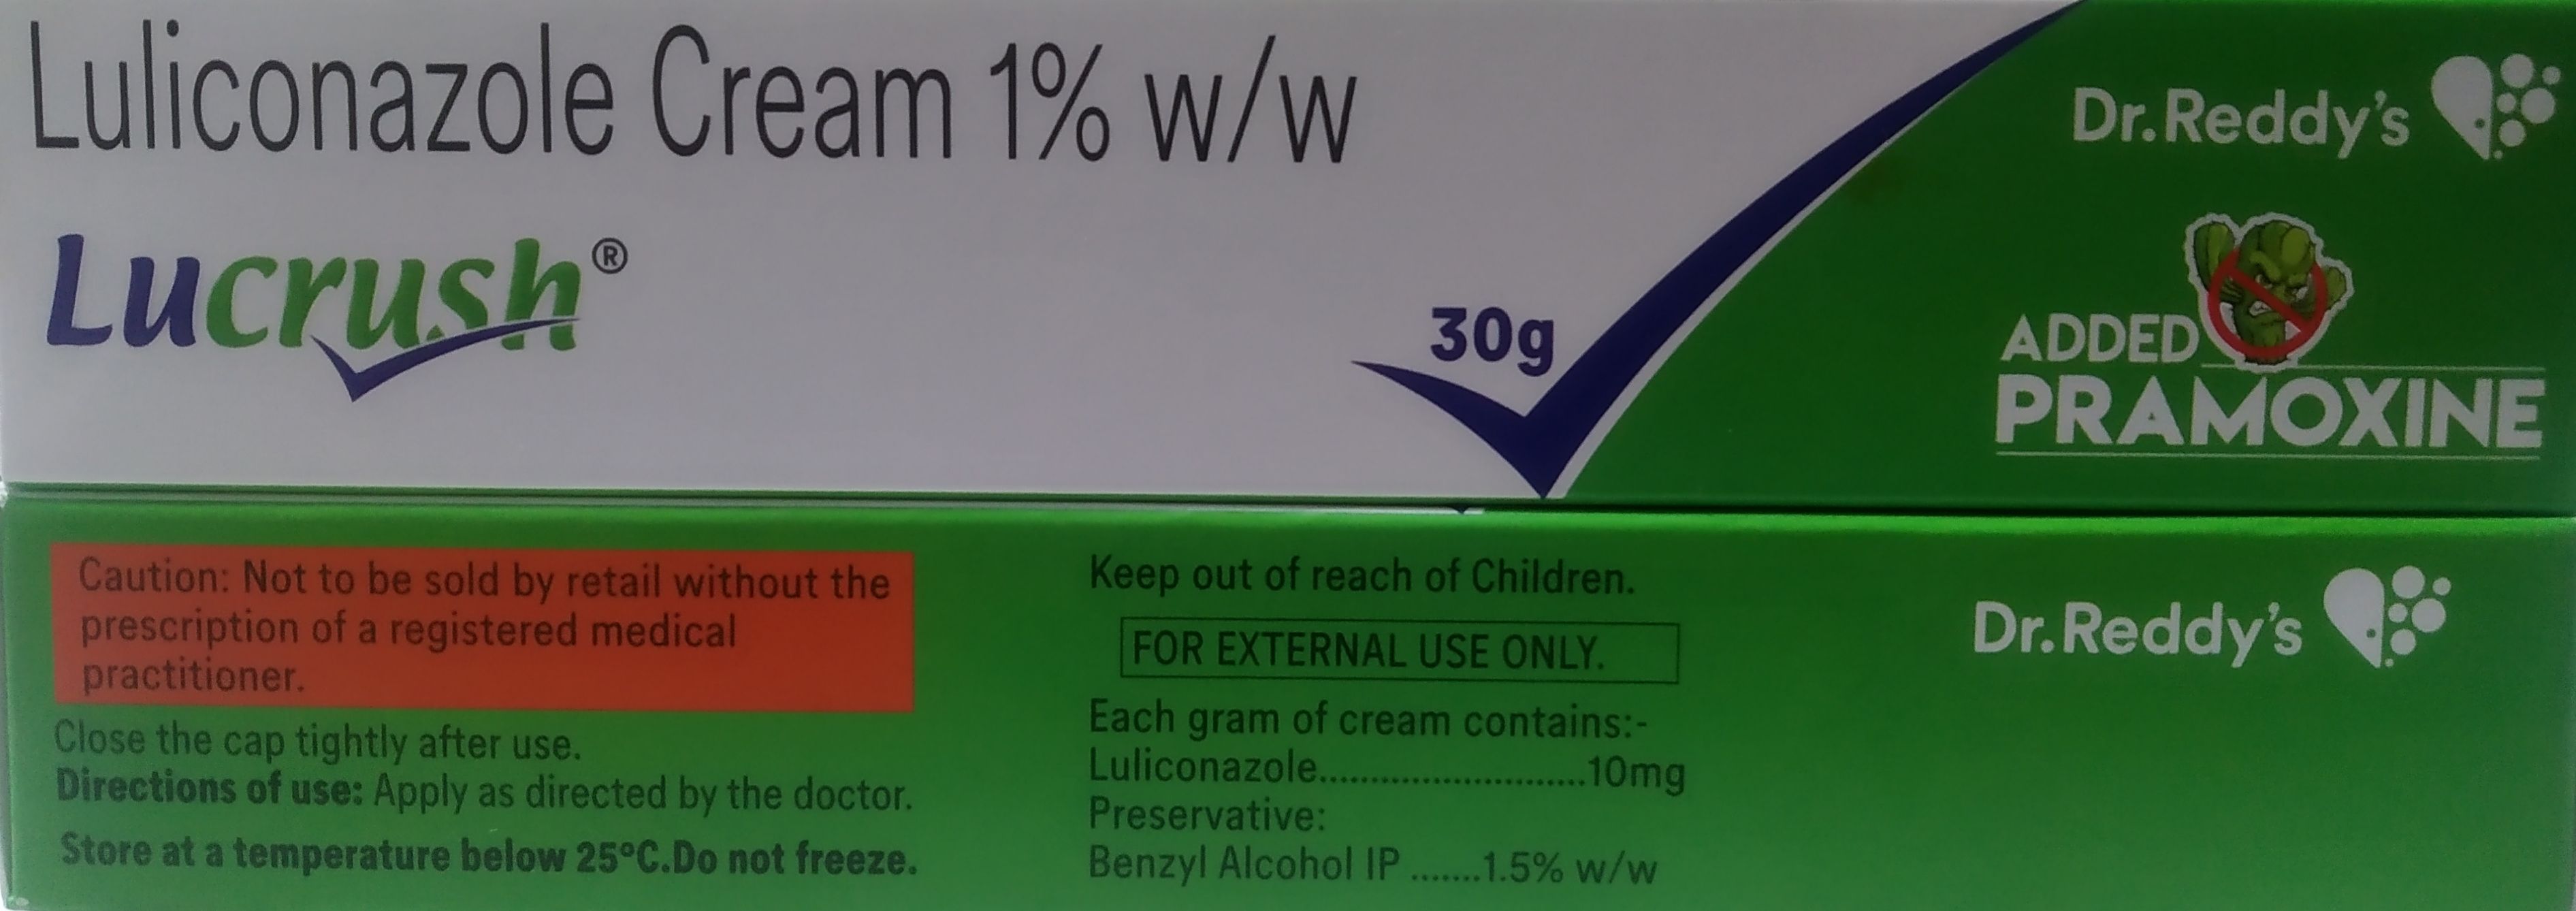 Luliconazole Cream 1% w/w
Lucrush®
30g
Dr.Reddy's
ADDED
PRAMOXINE
Caution: Not to be sold by retail without the
prescription of a registered medical
practitioner.
Close the cap tightly after use.
Directions of use: Apply as directed by the doctor.
Store at a temperature below 25°C.Do not freeze.
Keep out of reach of Children.
FOR EXTERNAL USE ONLY.
Each gram of cream contains:-
Luliconazole..........................10mg
Preservative:
Benzyl Alcohol IP .......1.5% w/w
Dr.Reddy's